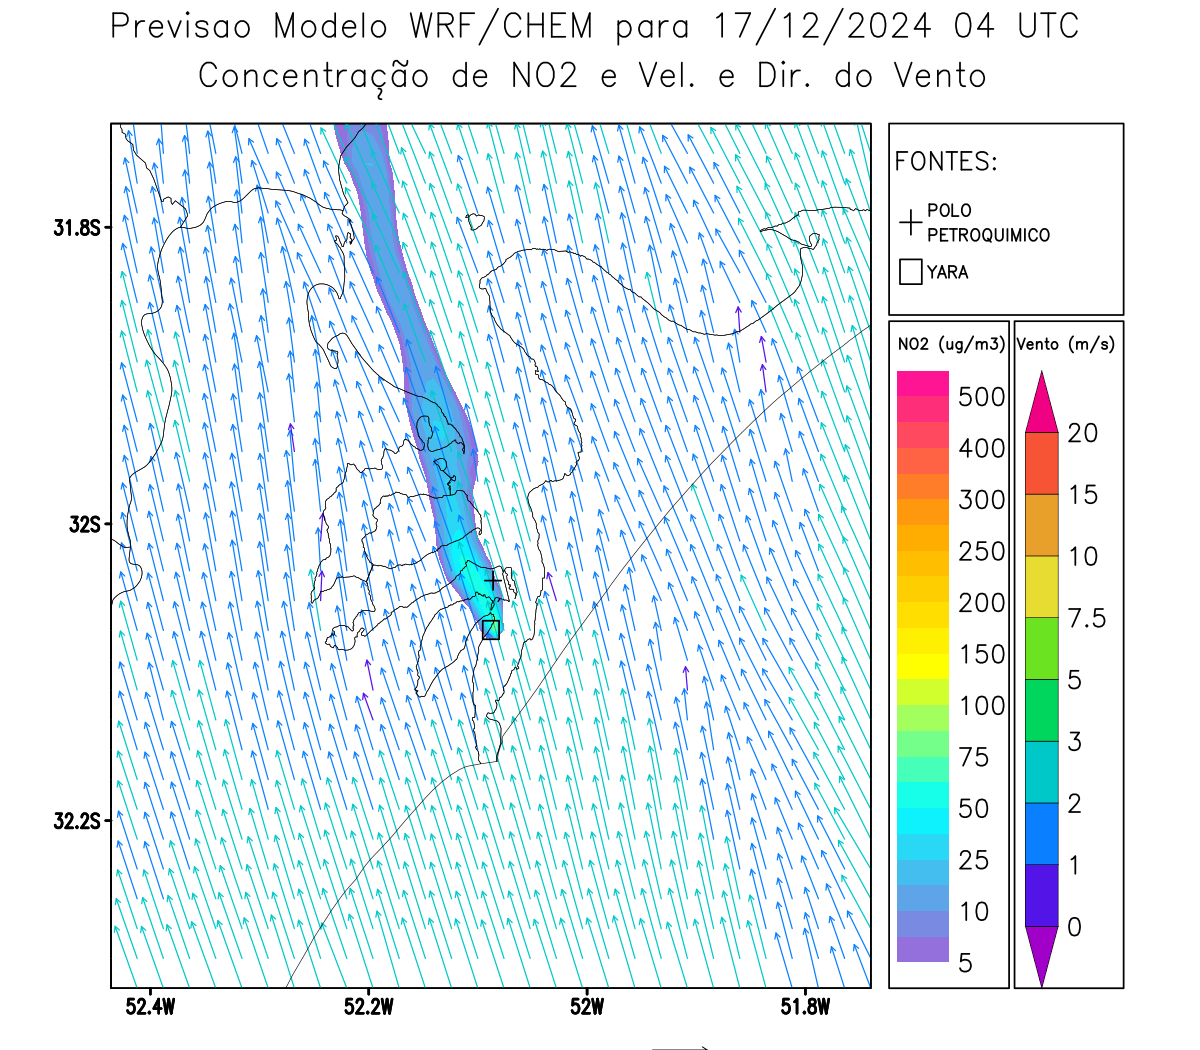 Previsao Modelo WRF/CHEM para 17/12/2024 04 UTC
Concentração de NO2 e Vel. e Dir. do Vento
FONTES:
POLO
PETROQUIMICO
YARA
NO2 (ug/m3)
500
400
300
250
200
150
100
75
50
25
10
5
Vento (m/s)
20
15
10
7.5
5
3
2
1
0
31.8S
32S
32.2S
52.4W
52.2W
52W
51.8W